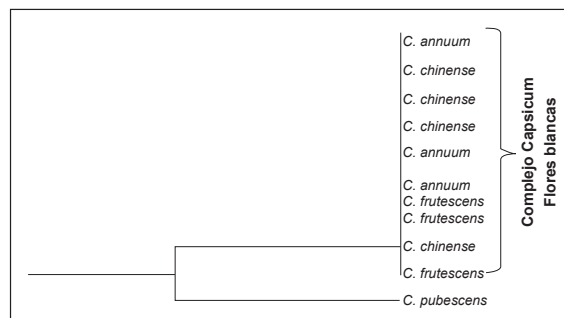 C. annuum
C. chinense
C. chinense
C. chinense
C. annuum
C. annuum
C. frutescens
C. frutescens
C. chinense
C. frutescens
C. pubescens
Complejo Capsicum
Flores blancas